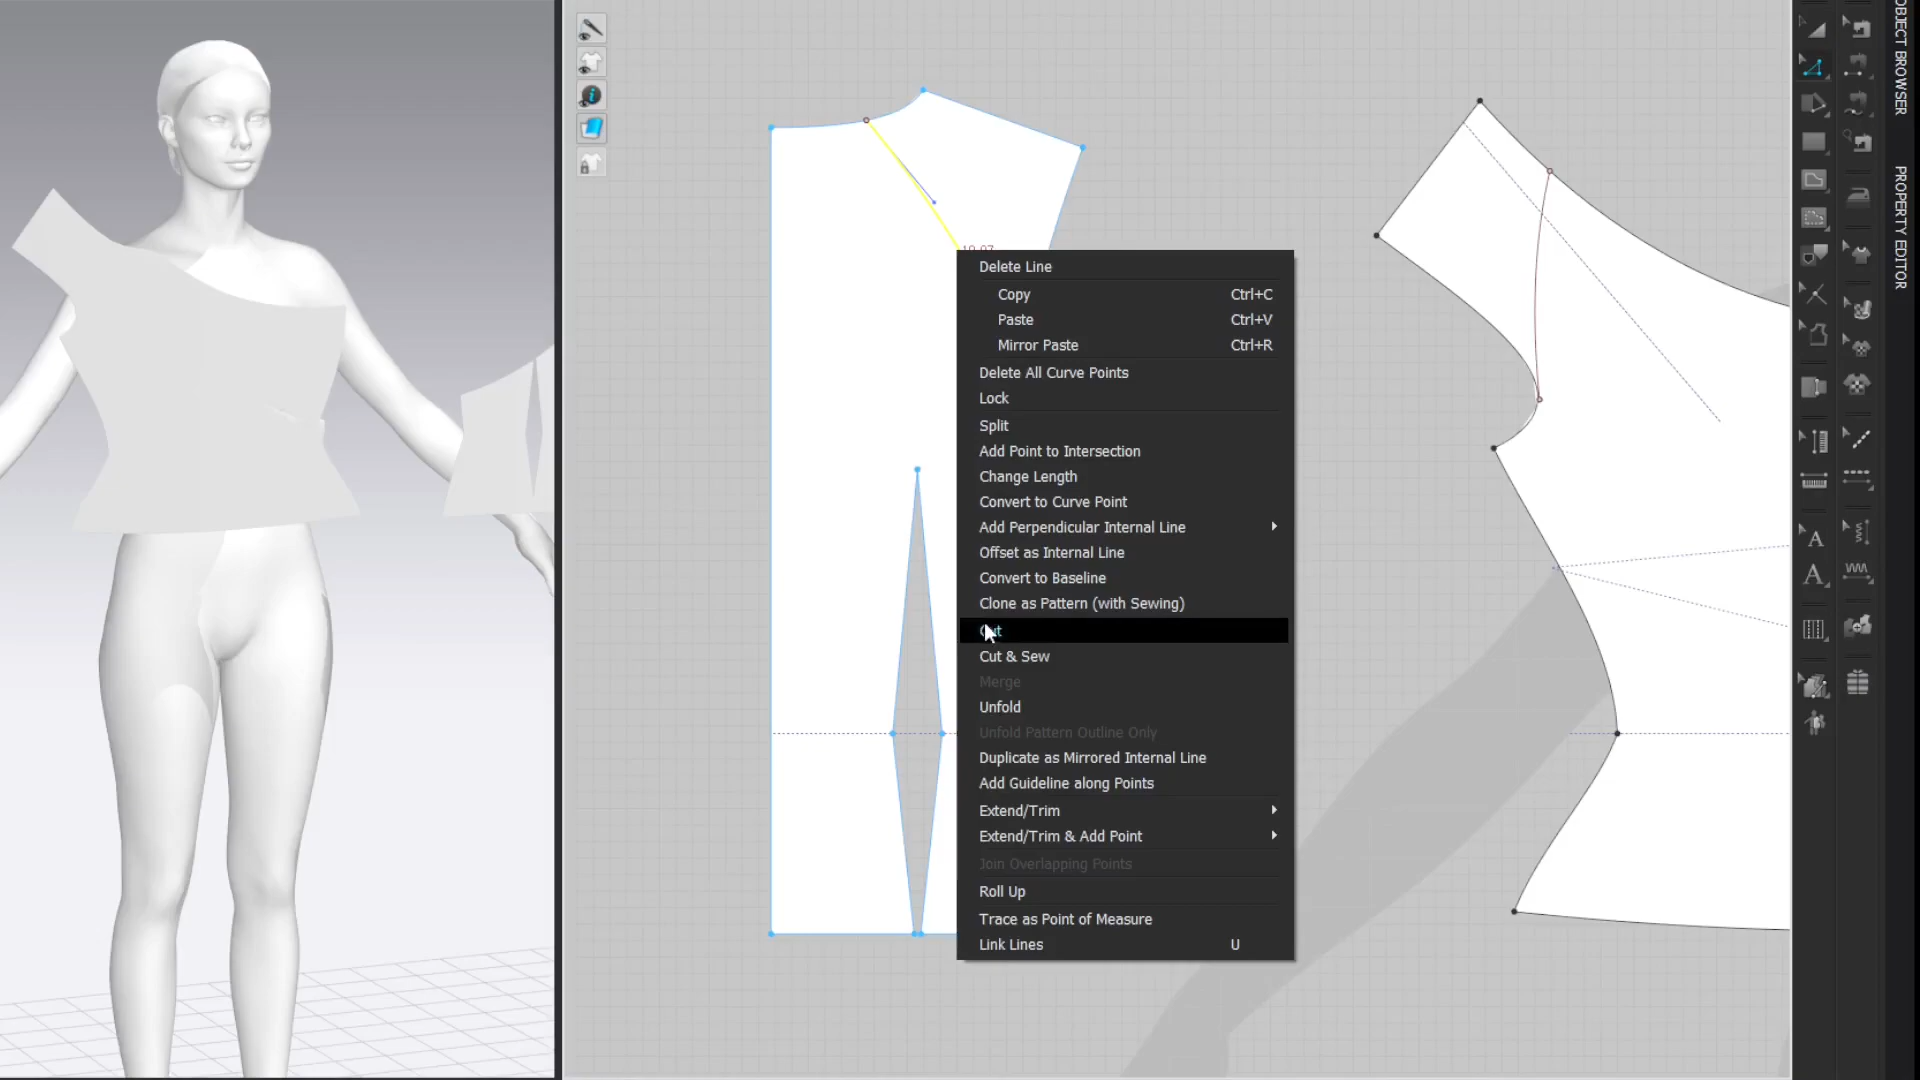 OBJECT BROWSER
PROPERTY EDITOR
Delete Line
Copy Ctrl+C
Paste Ctrl+V
Mirror Paste Ctrl+R
Delete All Curve Points
Lock
Split
Add Point to Intersection
Change Length
Convert to Curve Point
Add Perpendicular Internal Line
Offset as Internal Line
Convert to Baseline
Clone as Pattern (with Sewing)
Cut & Sew
Merge
Unfold
Unfold Pattern Outline Only
Duplicate as Mirrored Internal Line
Add Guideline along Points
Extend/Trim
Extend/Trim & Add Point
Join Overlapping Points
Roll Up
Trace as Point of Measure
Link Lines U
A
A